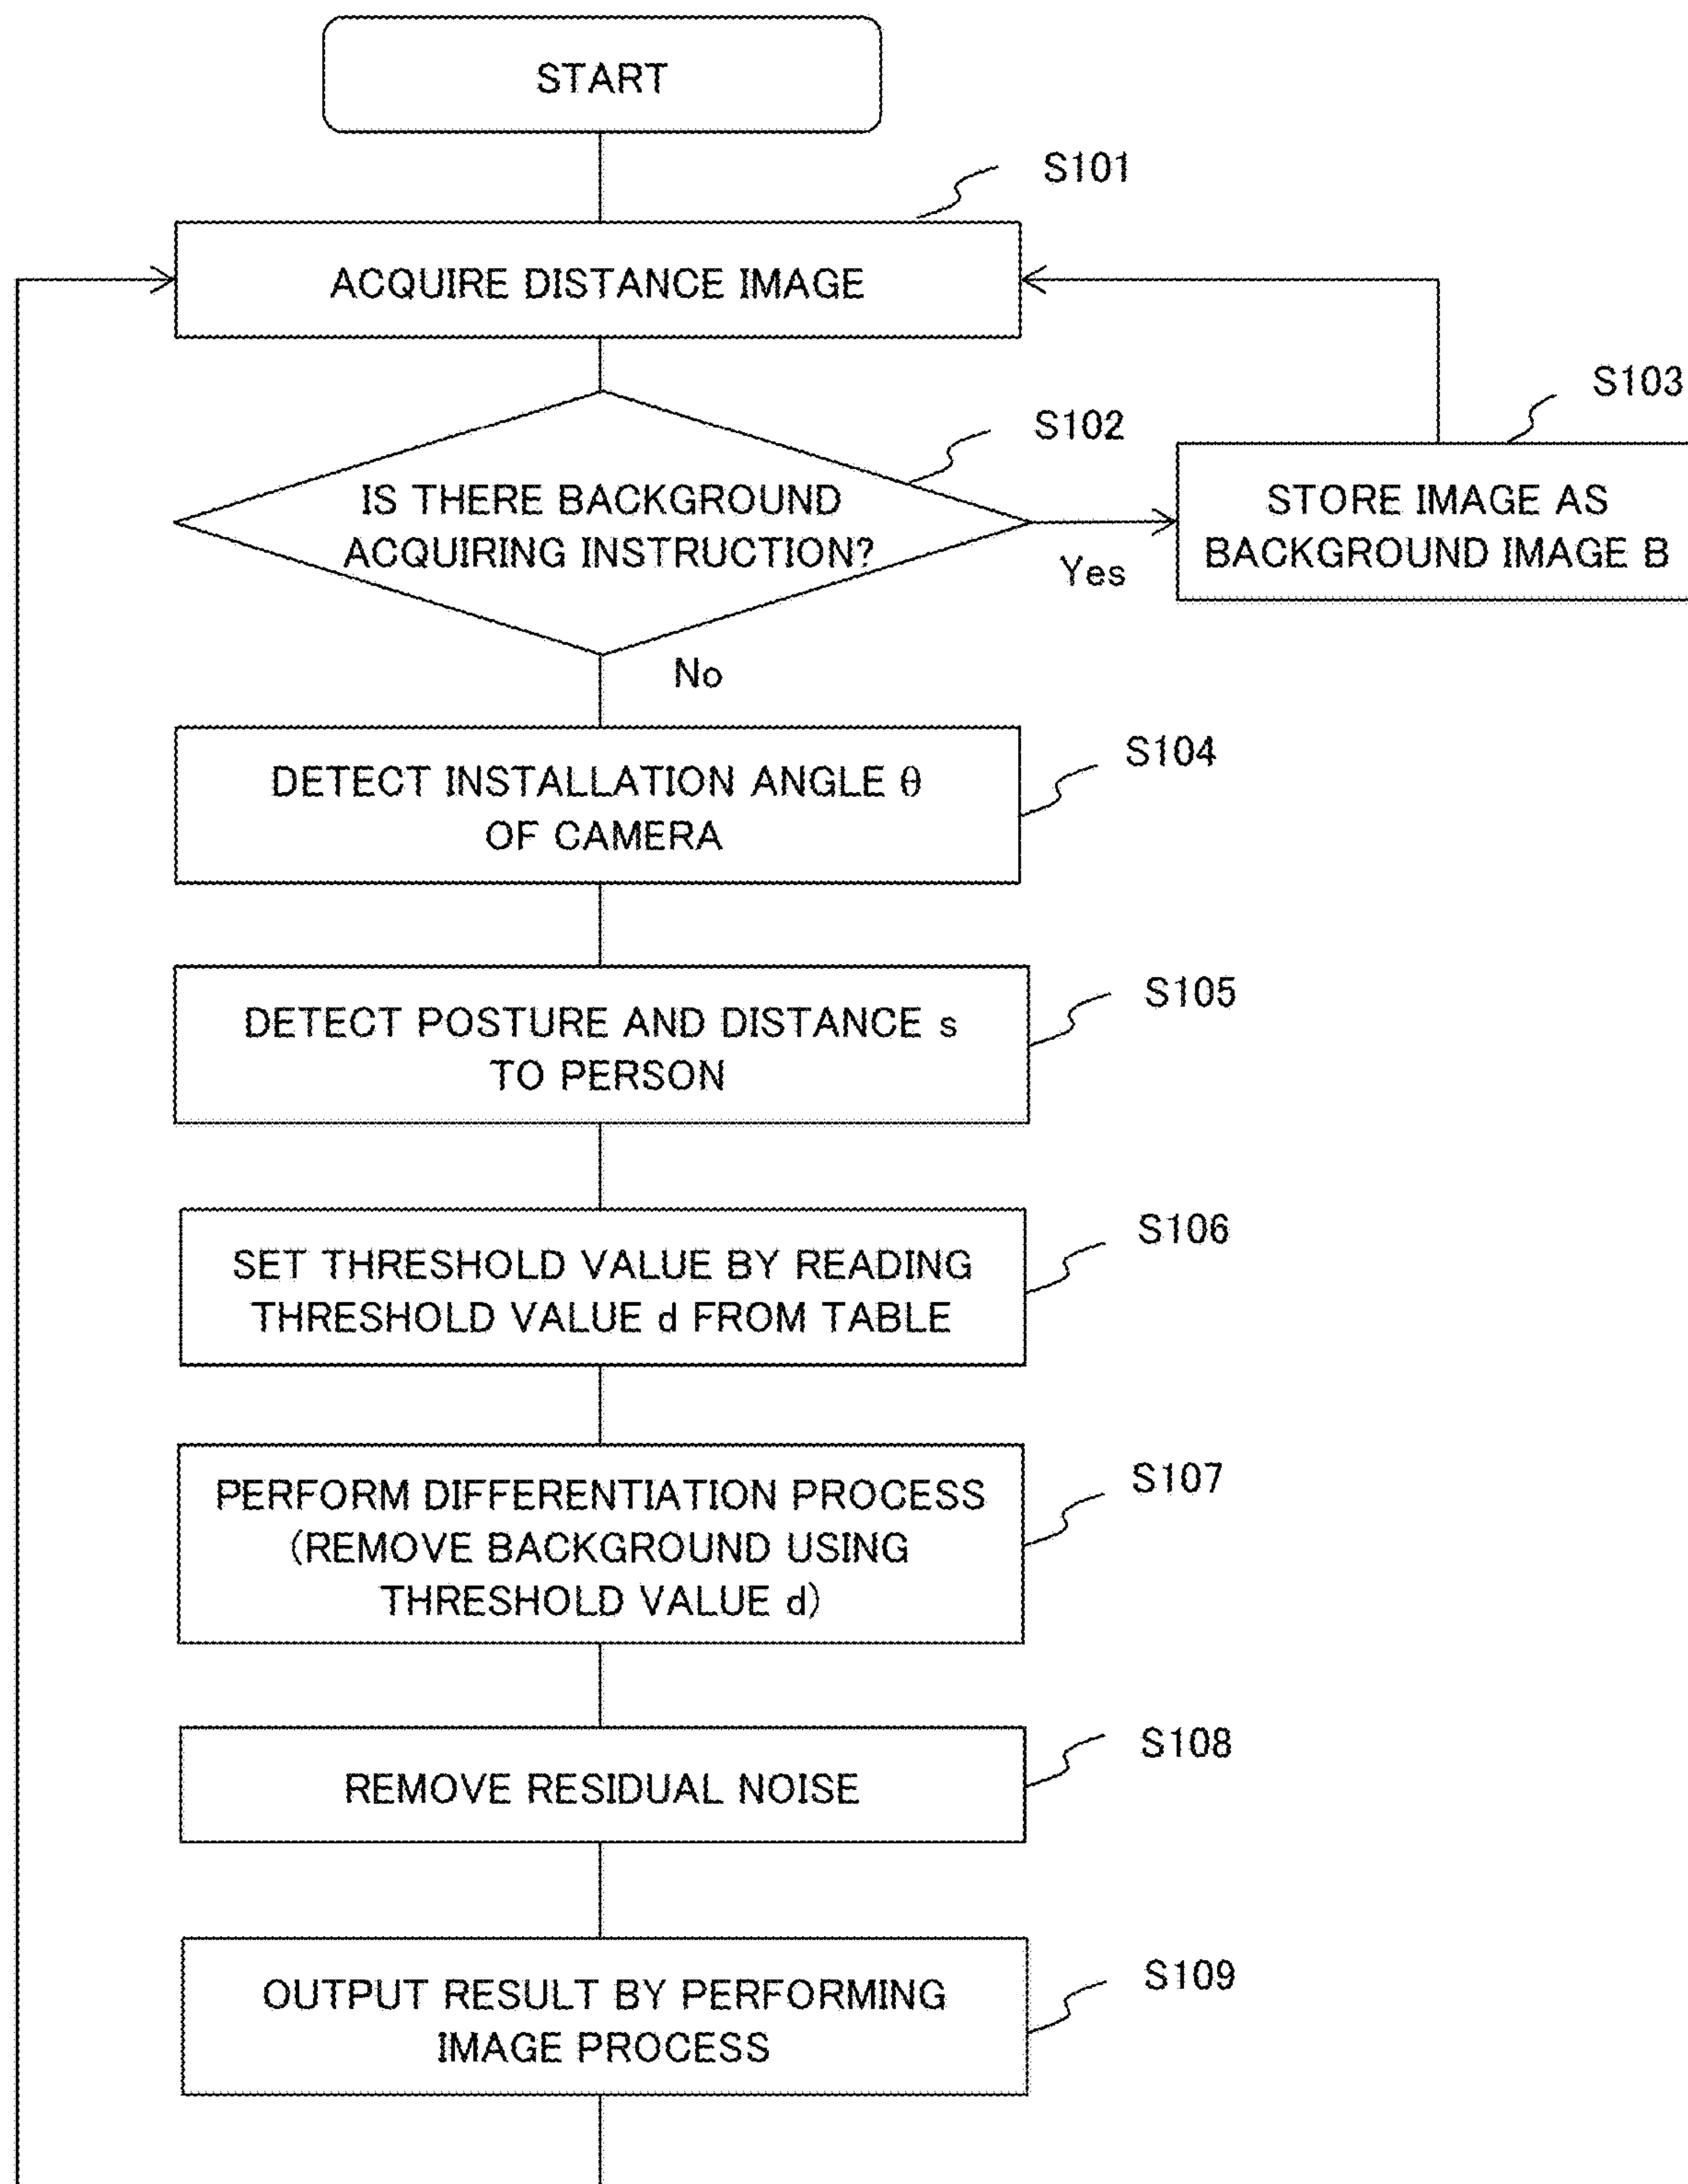 START
S101
ACQUIRE DISTANCE IMAGE
S102
IS THERE BACKGROUND
ACQUIRING INSTRUCTION?
Yes
No
S103
STORE IMAGE AS
BACKGROUND IMAGE B
S104
DETECT INSTALLATION ANGLE θ
OF CAMERA
S105
DETECT POSTURE AND DISTANCE s
TO PERSON
S106
SET THRESHOLD VALUE BY READING
THRESHOLD VALUE d FROM TABLE
S107
PERFORM DIFFERENTIATION PROCESS
(REMOVE BACKGROUND USING
THRESHOLD VALUE d)
S108
REMOVE RESIDUAL NOISE
S109
OUTPUT RESULT BY PERFORMING
IMAGE PROCESS